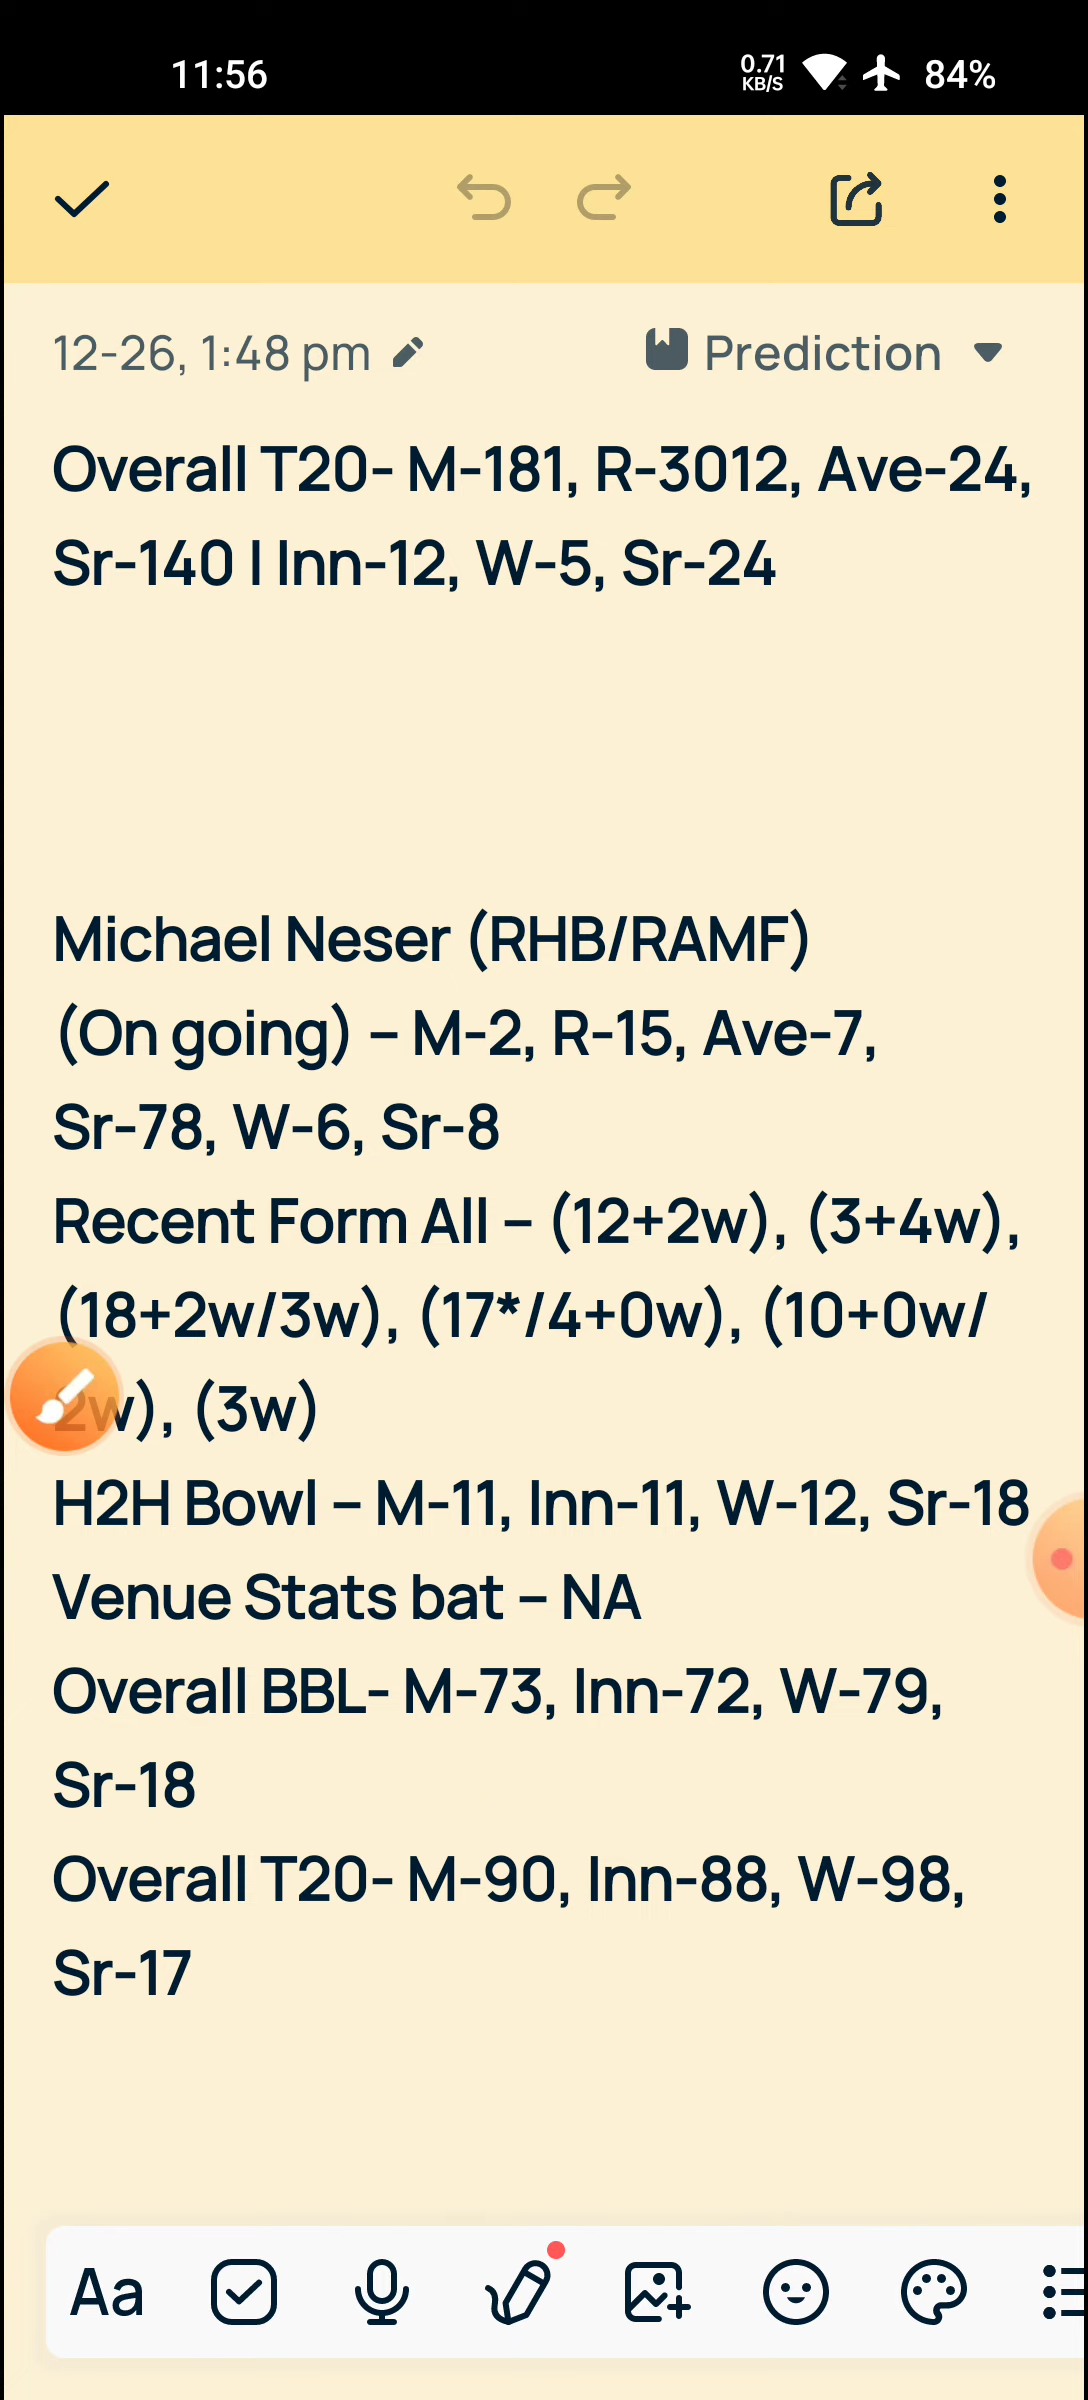 11:56
0.71
KB/S
84%
12-26, 1:48 pm
Prediction
Overall T20- M-181, R-3012, Ave-24,
Sr-140 | Inn-12, W-5, Sr-24
Michael Neser (RHB/RAMF)
(On going) – M-2, R-15, Ave-7,
Sr-78, W-6, Sr-8
Recent Form All – (12+2w), (3+4w),
(18+2w/3w), (17*/4+0w), (10+0w/
2w), (3w)
H2H Bowl – M-11, Inn-11, W-12, Sr-18
Venue Stats bat – NA
Overall BBL- M-73, Inn-72, W-79,
Sr-18
Overall T20- M-90, Inn-88, W-98,
Sr-17
Aa